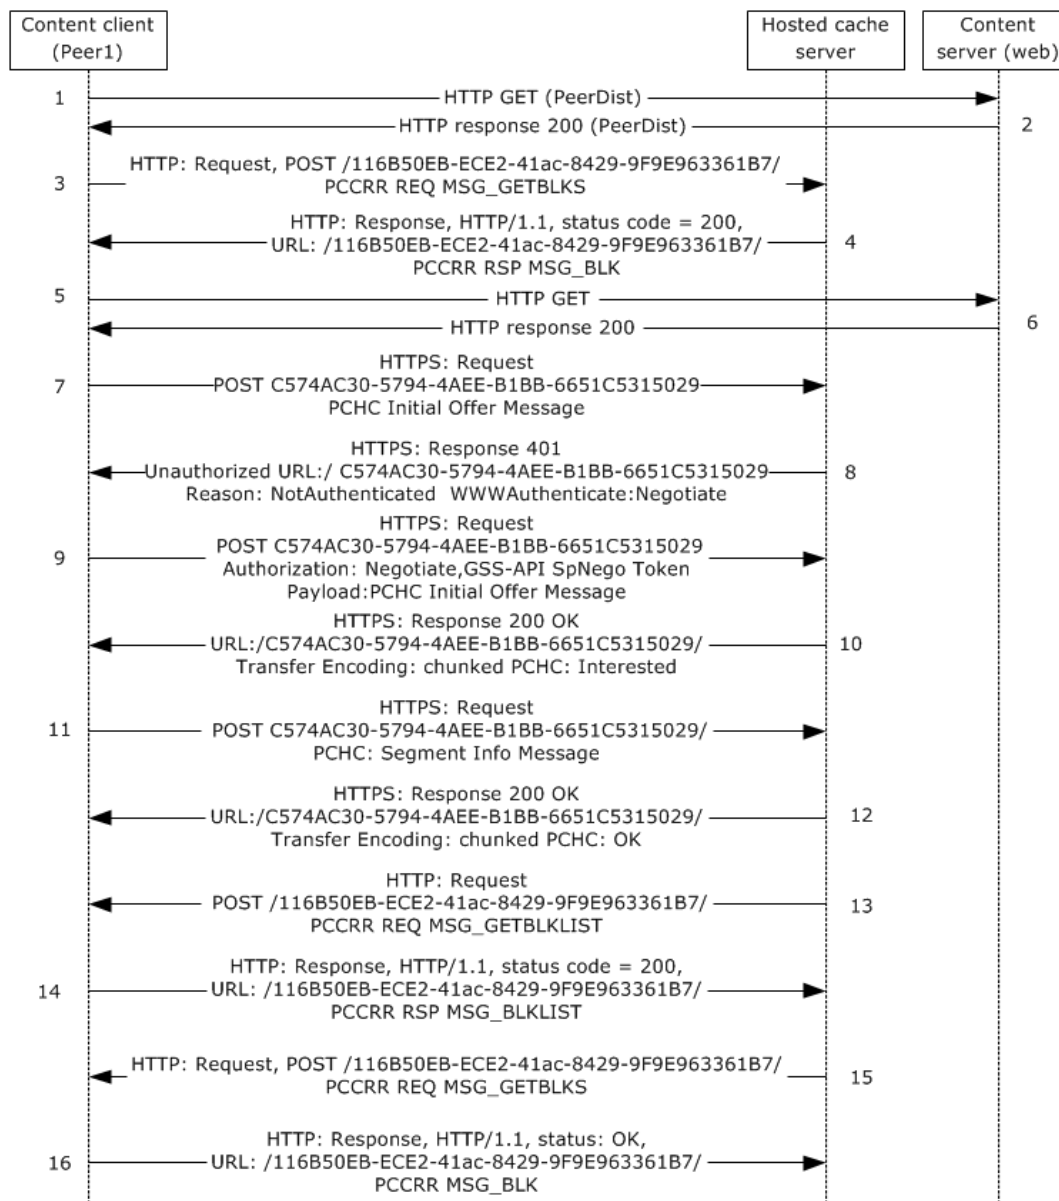 Content client
(Peer1)
Hosted cache
server
Content
server (web)
1
HTTP GET (PeerDist)
HTTP response 200 (PeerDist)
2
HTTP: Request, POST /116B50EB-ECE2-41ac-8429-9F9E963361B7/
3
PCCRR REQ MSG_GETBLKS
HTTP: Response, HTTP/1.1, status code = 200,
URL: /116B50EB-ECE2-41ac-8429-9F9E963361B7/
4
PCCRR RSP MSG_BLK
5
HTTP GET
HTTP response 200
6
HTTPS: Request
7
POST C574AC30-5794-4AEE-B1BB-6651C5315029
PCHC Initial Offer Message
HTTPS: Response 401
Unauthorized URL:/ C574AC30-5794-4AEE-B1BB-6651C5315029
8
Reason: NotAuthenticated WWWAuthenticate:Negotiate
HTTPS: Request
POST C574AC30-5794-4AEE-B1BB-6651C5315029
9
Authorization: Negotiate,GSS-API SpNego Token
Payload:PCHC Initial Offer Message
HTTPS: Response 200 OK
URL:/C574AC30-5794-4AEE-B1BB-6651C5315029/
10
Transfer Encoding: chunked PCHC: Interested
HTTPS: Request
11
POST C574AC30-5794-4AEE-B1BB-6651C5315029/
PCHC: Segment Info Message
HTTPS: Response 200 OK
URL:/C574AC30-5794-4AEE-B1BB-6651C5315029/
12
Transfer Encoding: chunked PCHC: OK
HTTP: Request
POST /116B50EB-ECE2-41ac-8429-9F9E963361B7/
13
PCCRR REQ MSG_GETBLKLIST
HTTP: Response, HTTP/1.1, status code = 200,
14
URL: /116B50EB-ECE2-41ac-8429-9F9E963361B7/
PCCRR RSP MSG_BLKLIST
HTTP: Request, POST /116B50EB-ECE2-41ac-8429-9F9E963361B7/
15
PCCRR REQ MSG_GETBLKS
HTTP: Response, HTTP/1.1, status: OK,
16
URL: /116B50EB-ECE2-41ac-8429-9F9E963361B7/
PCCRR MSG_BLK